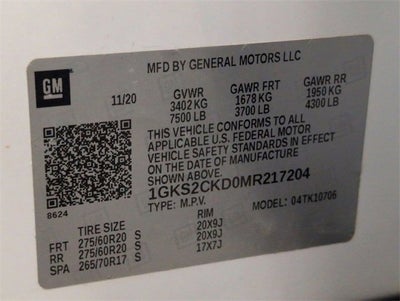 MFD BY GENERAL MOTORS LLC
GM
11/20
GVWR GAWR FRT GAWR RR
3402 KG 1678 KG 1950 KG
7500 LB 3700 LB 4300 LB
THIS VEHICLE CONFORMS TO ALL
APPLICABLE U.S. FEDERAL MOTOR
VEHICLE SAFETY STANDARDS IN EFFECT
ON THE DATE OF MANUFACTURE SHOWN ABOVE.
1GKS2CKD0MR217204
8624
TYPE: M.P.V. MODEL: 04TK10706
TIRE SIZE RIM
FRT 275/60R20 S 20X9J
RR 275/60R20 S 20X9J
SPA 265/70R17 S 17X7J